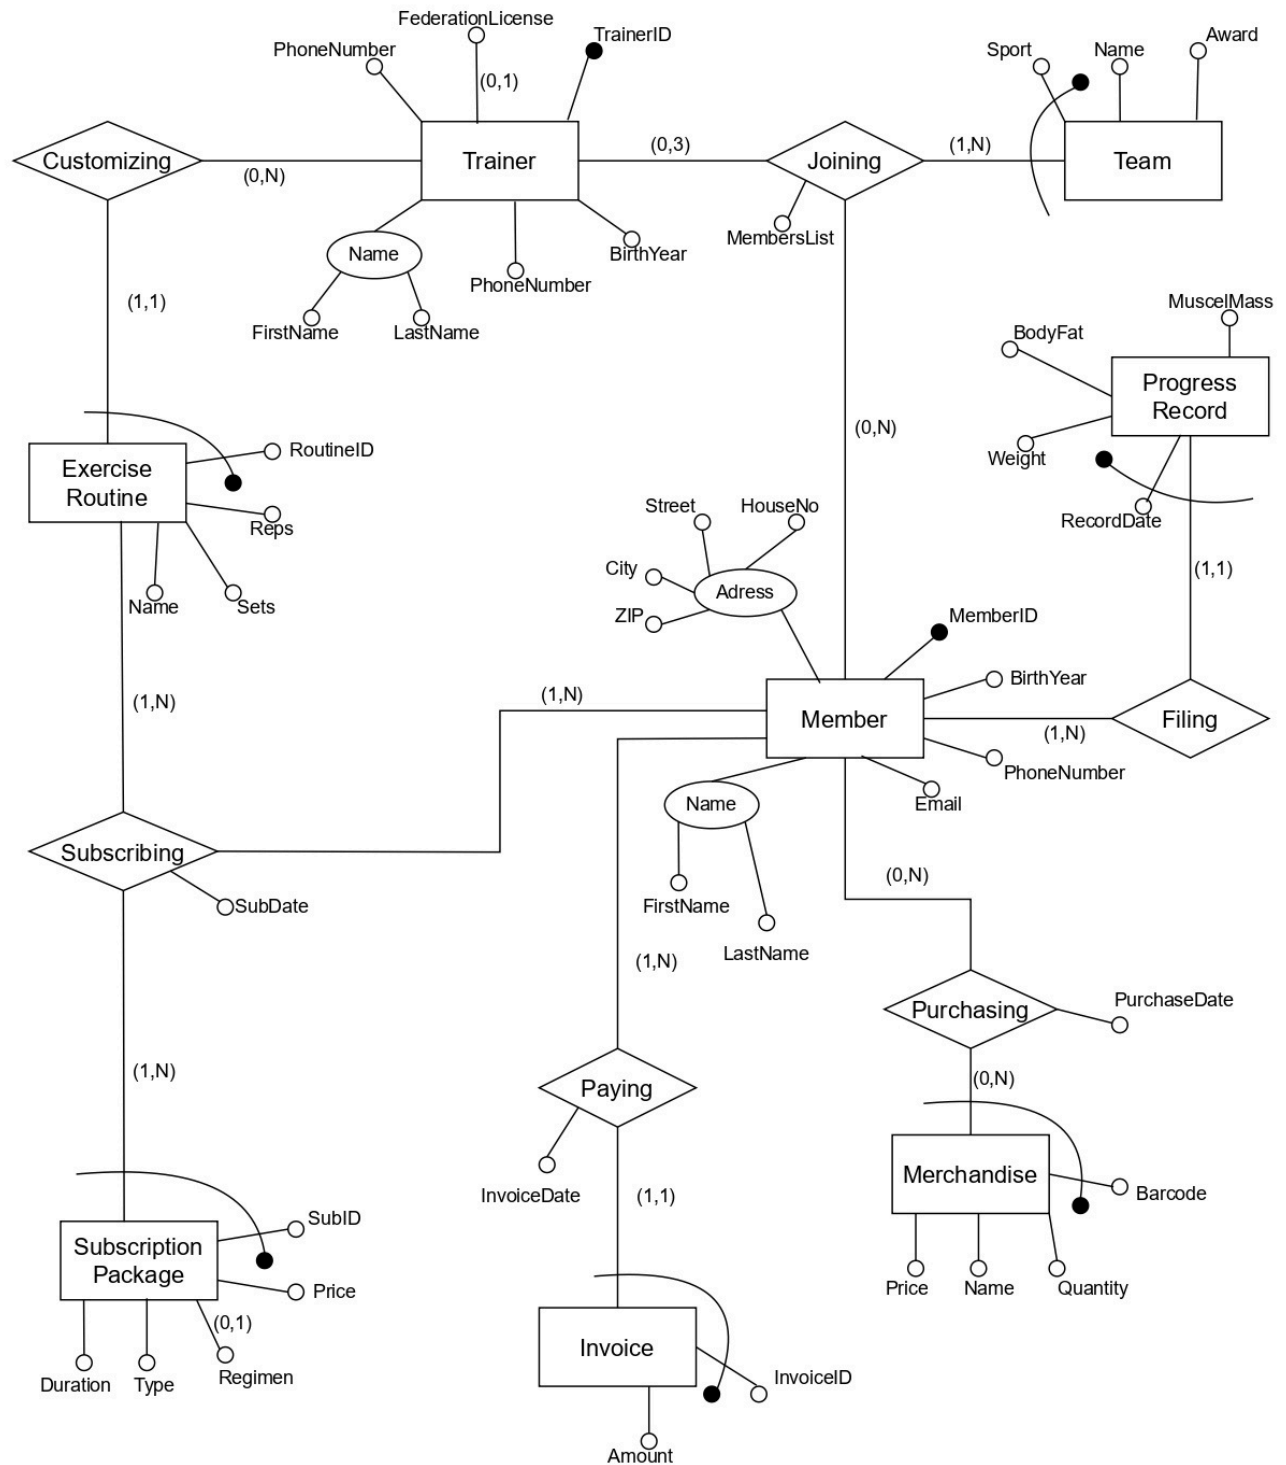 FederationLicense
PhoneNumber
TrainerID
(0,1)
Sport
Name
Award
Customizing
(0,N)
Trainer
(0,3)
Joining
(1,N)
Team
MembersList
Name
BirthYear
PhoneNumber
FirstName
LastName
(1,1)
MuscelMass
BodyFat
Progress
Record
Weight
RecordDate
(0,N)
Exercise
Routine
RoutineID
Reps
Name
Sets
Street
HouseNo
City
Adress
ZIP
(1,1)
MemberID
BirthYear
(1,N)
(1,N)
Member
(1,N)
Filing
PhoneNumber
Email
Name
FirstName
LastName
Subscribing
SubDate
(0,N)
(1,N)
Purchasing
PurchaseDate
(1,N)
(0,N)
Paying
InvoiceDate
(1,1)
Merchandise
Barcode
Price
Name
Quantity
Subscription
Package
SubID
Price
(0,1)
Duration
Type
Regimen
Invoice
InvoiceID
Amount